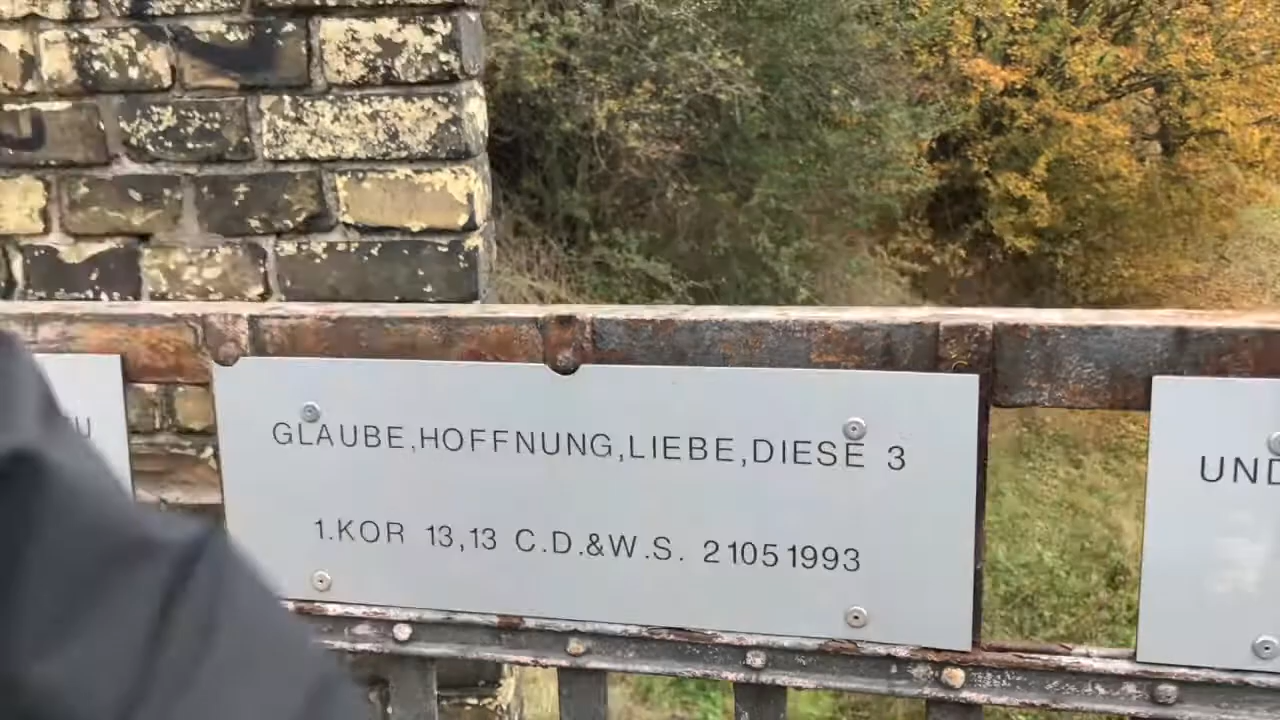 GLAUBE,HOFFNUNG,LIEBE,DIESE 3
1.KOR 13,13 C.D.&W.S. 21051993
UND